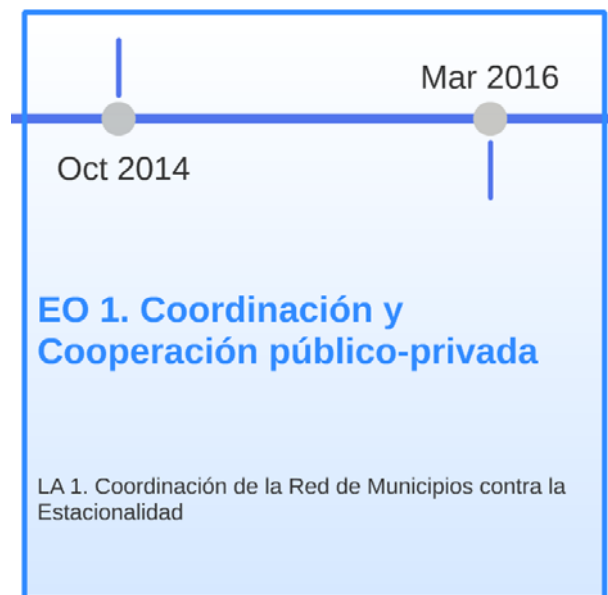 Mar 2016
Oct 2014
EO 1. Coordinación y
Cooperación público-privada
LA 1. Coordinación de la Red de Municipios contra la
Estacionalidad